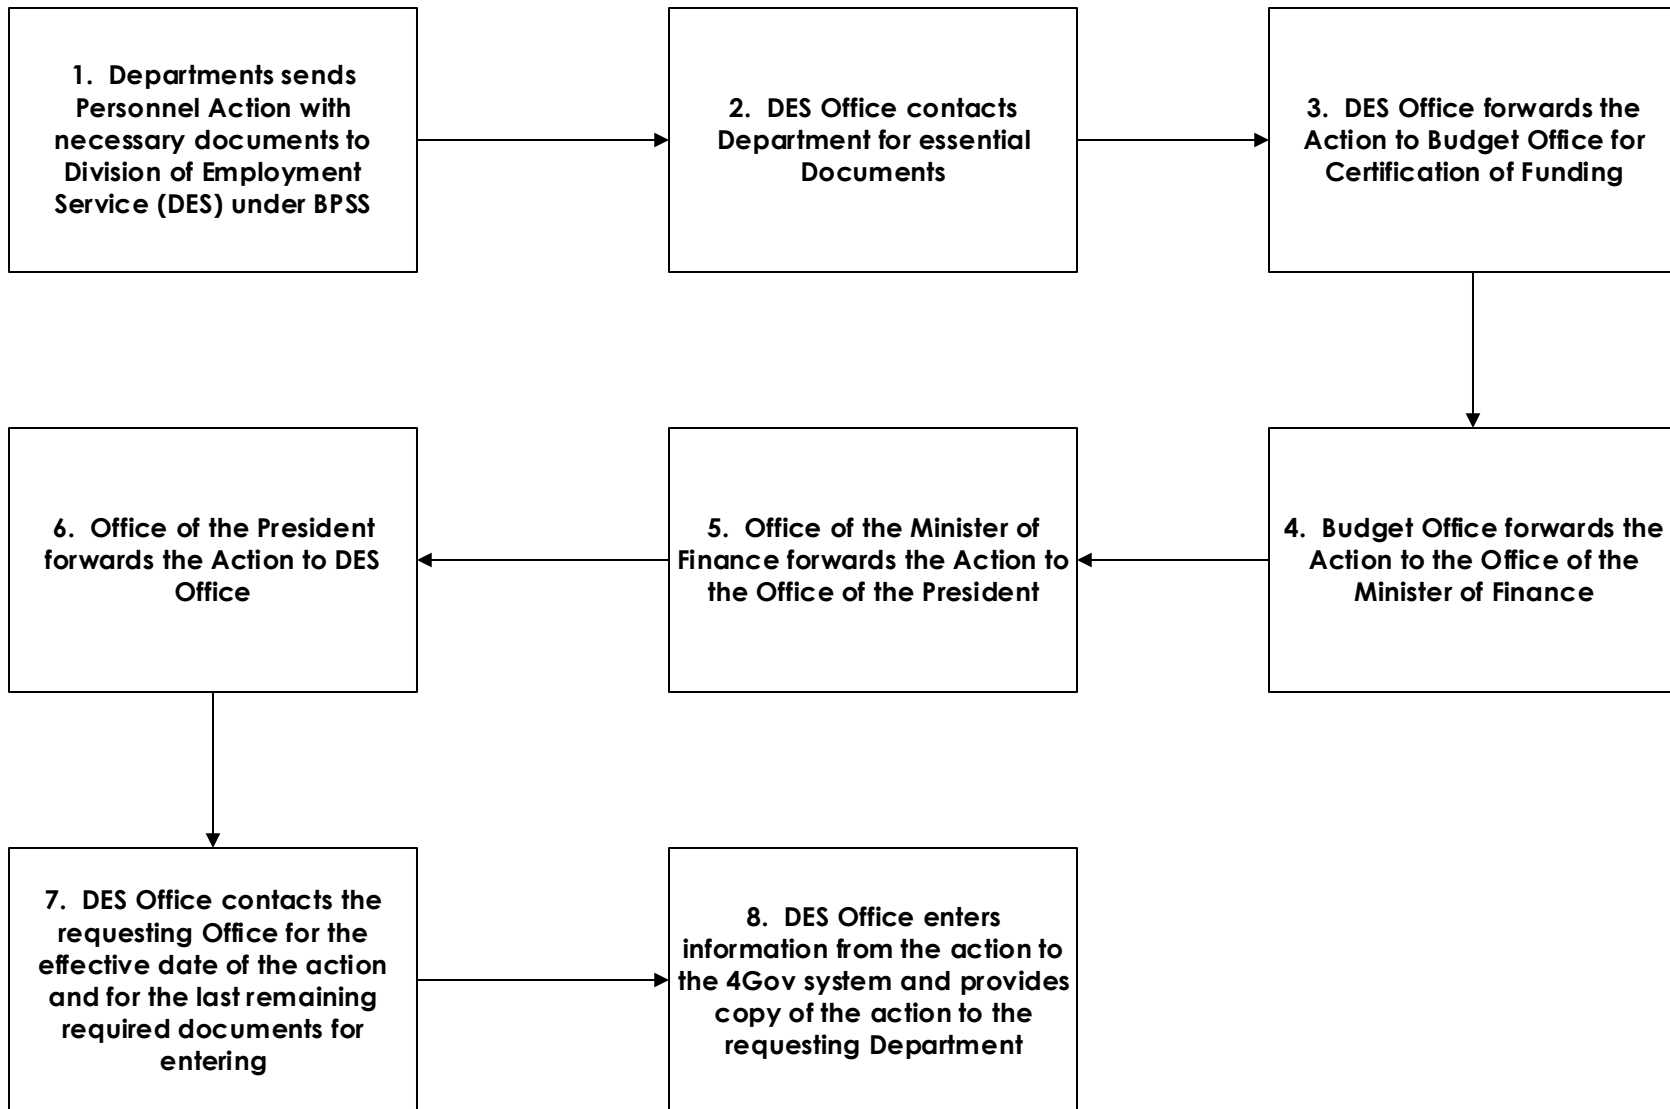 1. Departments sends
Personnel Action with
necessary documents to
Division of Employment
Service (DES) under BPSS
2. DES Office contacts
Department for essential
Documents
3. DES Office forwards the
Action to Budget Office for
Certification of Funding
4. Budget Office forwards the
Action to the Office of the
Minister of Finance
5. Office of the Minister of
Finance forwards the Action to
the Office of the President
6. Office of the President
forwards the Action to DES
Office
7. DES Office contacts the
requesting Office for the
effective date of the action
and for the last remaining
required documents for
entering
8. DES Office enters
information from the action to
the 4Gov system and provides
copy of the action to the
requesting Department